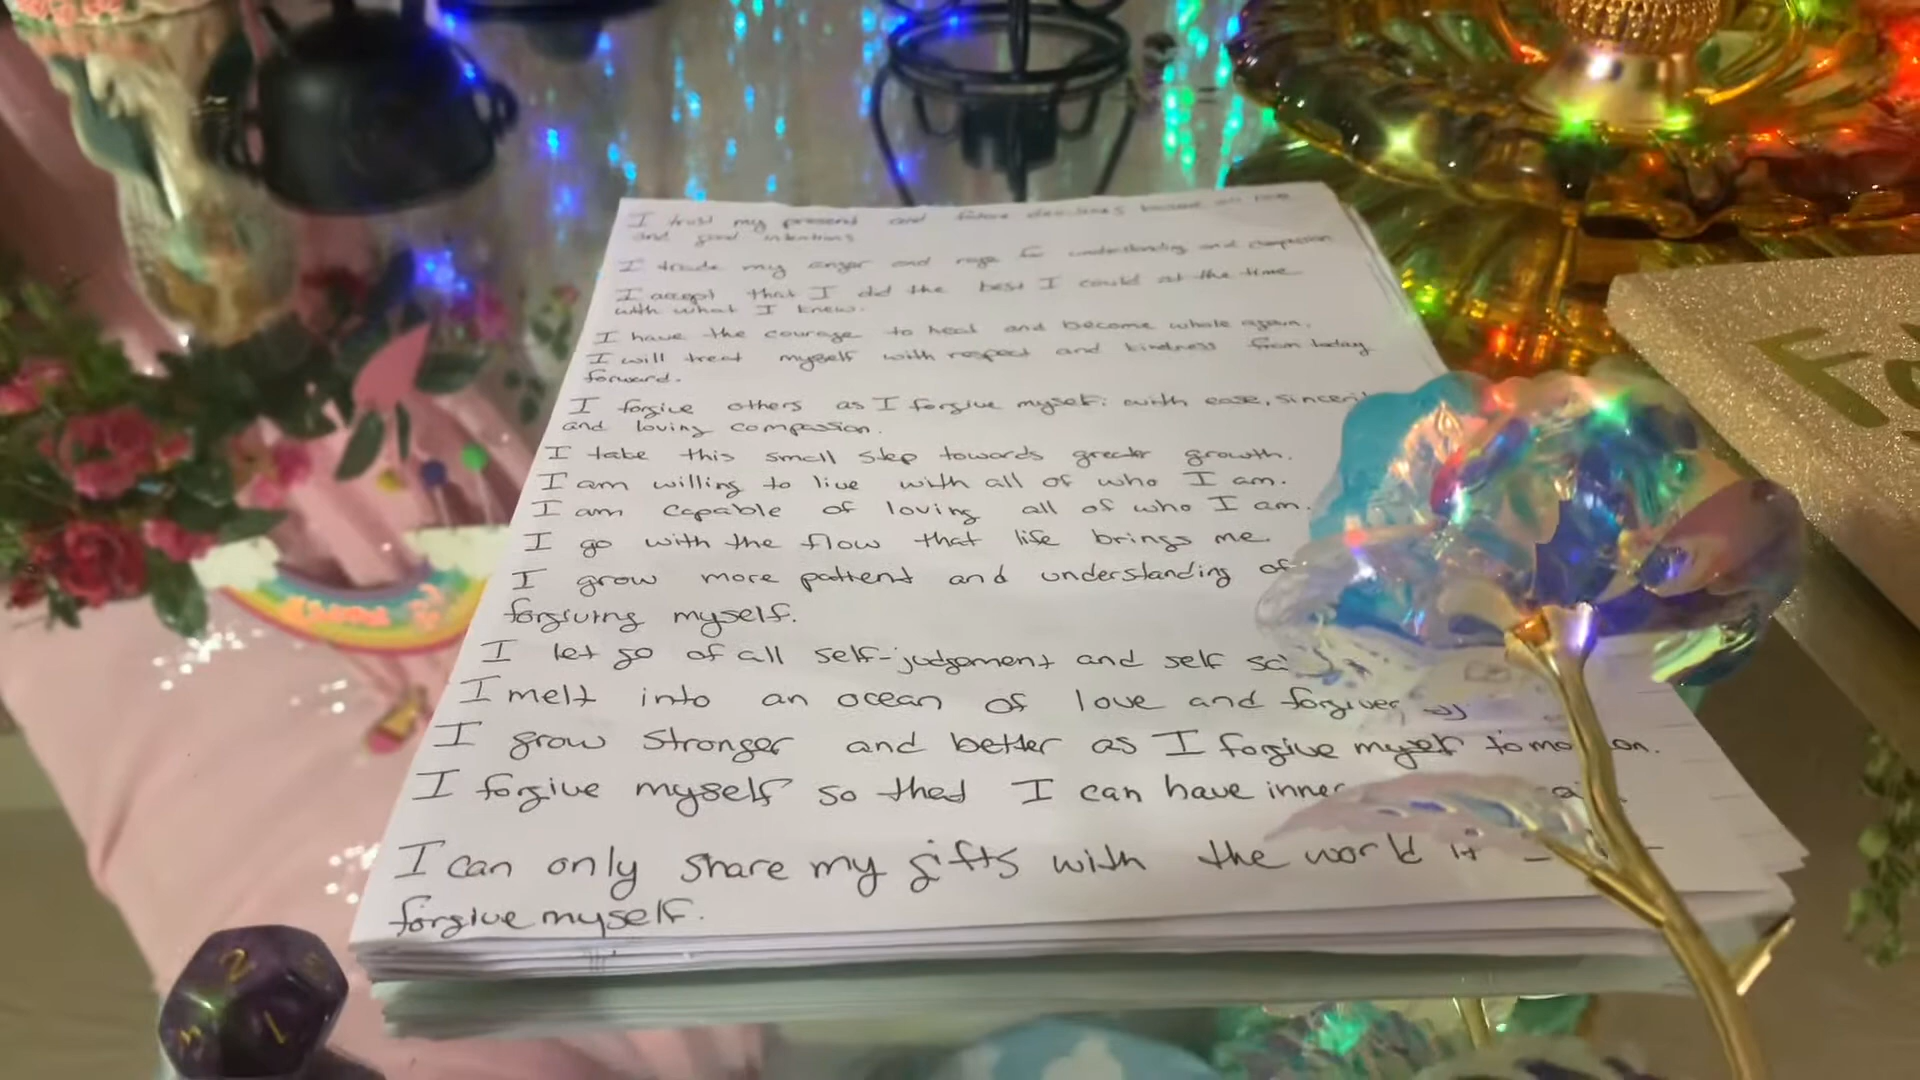 I trust my present and future decisions based on love
and good intentions
I trade my anger and rage for understanding and compassion
I accept that I did the best I could at the time
with what I knew.
I have the courage to heal and become whole again.
I will treat myself with respect and kindness from today
forward.
I forgive others as I forgive myself: with ease, sincerit
and loving compassion.
I take this small step towards greater growth.
I am willing to live with all of who I am.
I am capable of loving all of who I am.
I go with the flow that life brings me.
I grow more patient and understanding of
forgiving myself.
I let go of all self-judgement and self sa
I melt into an ocean of love and forgiven
I grow stronger and better as I forgive myself on.
I forgive myself so that I can have inner
I can only share my gifts with the world
forgive myself.
2
1